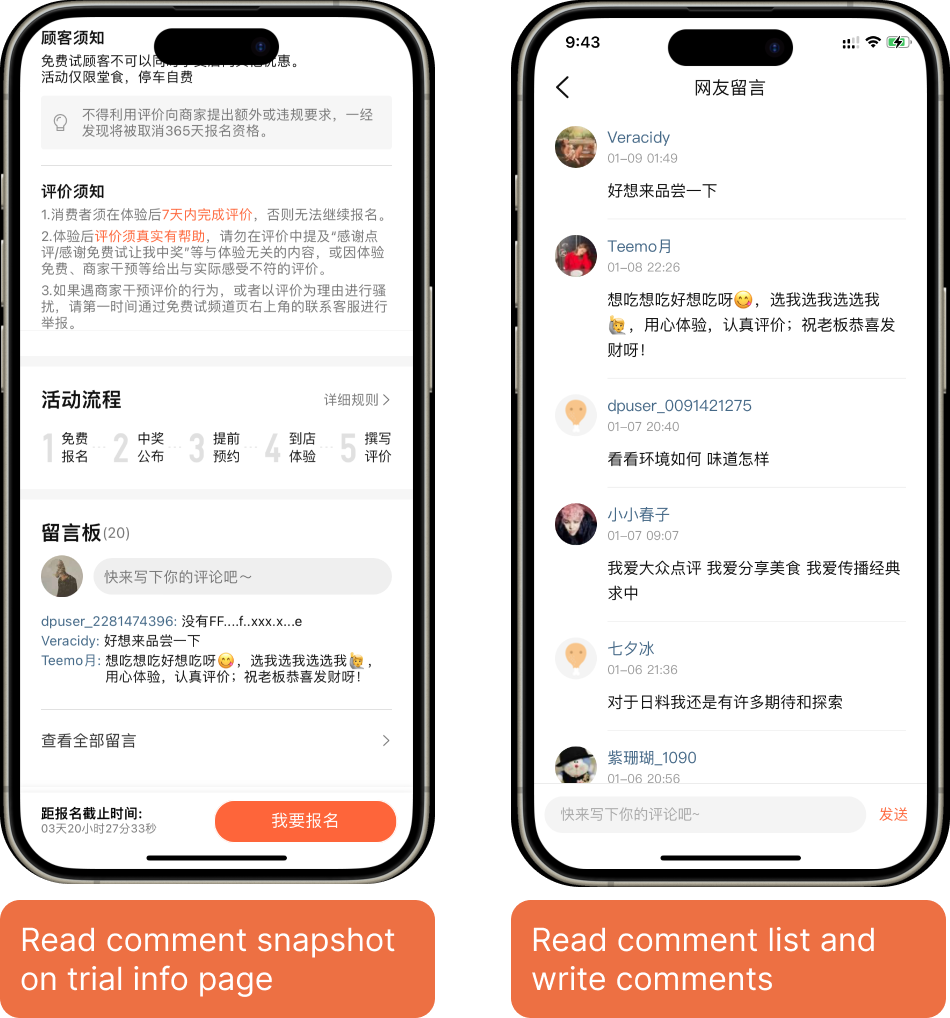 顾客须知
免费试顾客不可以同时享受店内其他优惠。
活动仅限堂食，停车自费
不得利用评价向商家提出额外或违规要求，一经
发现将被取消365天报名资格。
评价须知
1.消费者须在体验后7天内完成评价，否则无法继续报名。
2.体验后评价须真实有帮助，请勿在评价中提及“感谢点
评/感谢免费试让我中奖”等与体验无关的内容，或因体验
免费、商家干预等给出与实际感受不符的评价。
3.如果遇商家干预评价的行为，或者以评价为理由进行骚
扰，请第一时间通过免费试频道页右上角的联系客服进行
举报。
活动流程
详细规则
1 免费报名
2 中奖公布
3 提前预约
4 到店体验
5 撰写评价
留言板(20)
快来写下你的评论吧～
dpuser_2281474396: 没有FF....f..xxx.x...e
Veracidy: 好想来品尝一下
Teemo月: 想吃想吃好想吃呀😋，选我选我选选我🙋，
用心体验，认真评价；祝老板恭喜发财呀！
查看全部留言
距报名截止时间:
03天20小时27分33秒
我要报名
Read comment snapshot
on trial info page
9:43
网友留言
Veracidy
01-09 01:49
好想来品尝一下
Teemo月
01-08 22:26
想吃想吃好想吃呀😋，选我选我选选我
🙋，用心体验，认真评价；祝老板恭喜发
财呀！
dpuser_0091421275
01-07 20:40
看看环境如何 味道怎样
小小春子
01-07 09:07
我爱大众点评 我爱分享美食 我爱传播经典
求中
七夕冰
01-06 21:36
对于日料我还是有许多期待和探索
紫珊瑚_1090
01-06 20:56
快来写下你的评论吧~
发送
Read comment list and
write comments